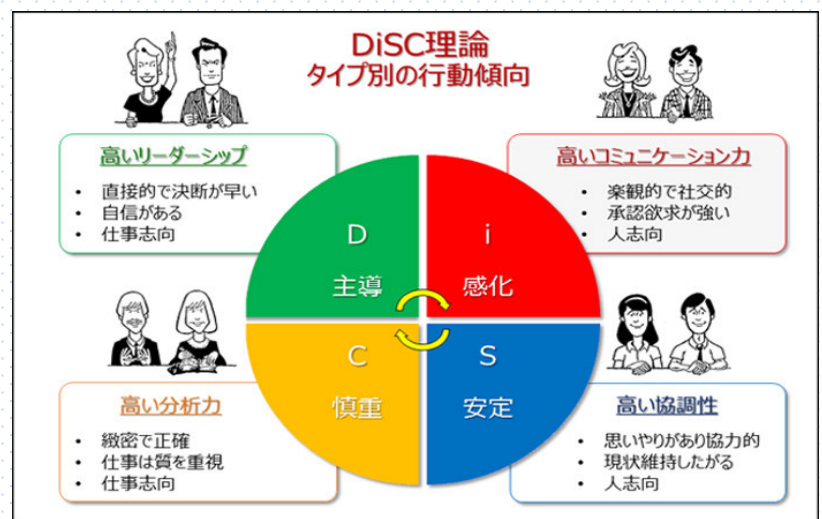 DiSC理論
タイプ別の行動傾向
高いリーダーシップ
・ 直接的で決断が早い
・ 自信がある
・ 仕事志向
高いコミュニケーション力
・ 楽観的で社交的
・ 承認欲求が強い
・ 人志向
D
主導
i
感化
C
慎重
S
安定
高い分析力
・ 緻密で正確
・ 仕事は質を重視
・ 仕事志向
高い協調性
・ 思いやりがあり協力的
・ 現状維持したがる
・ 人志向